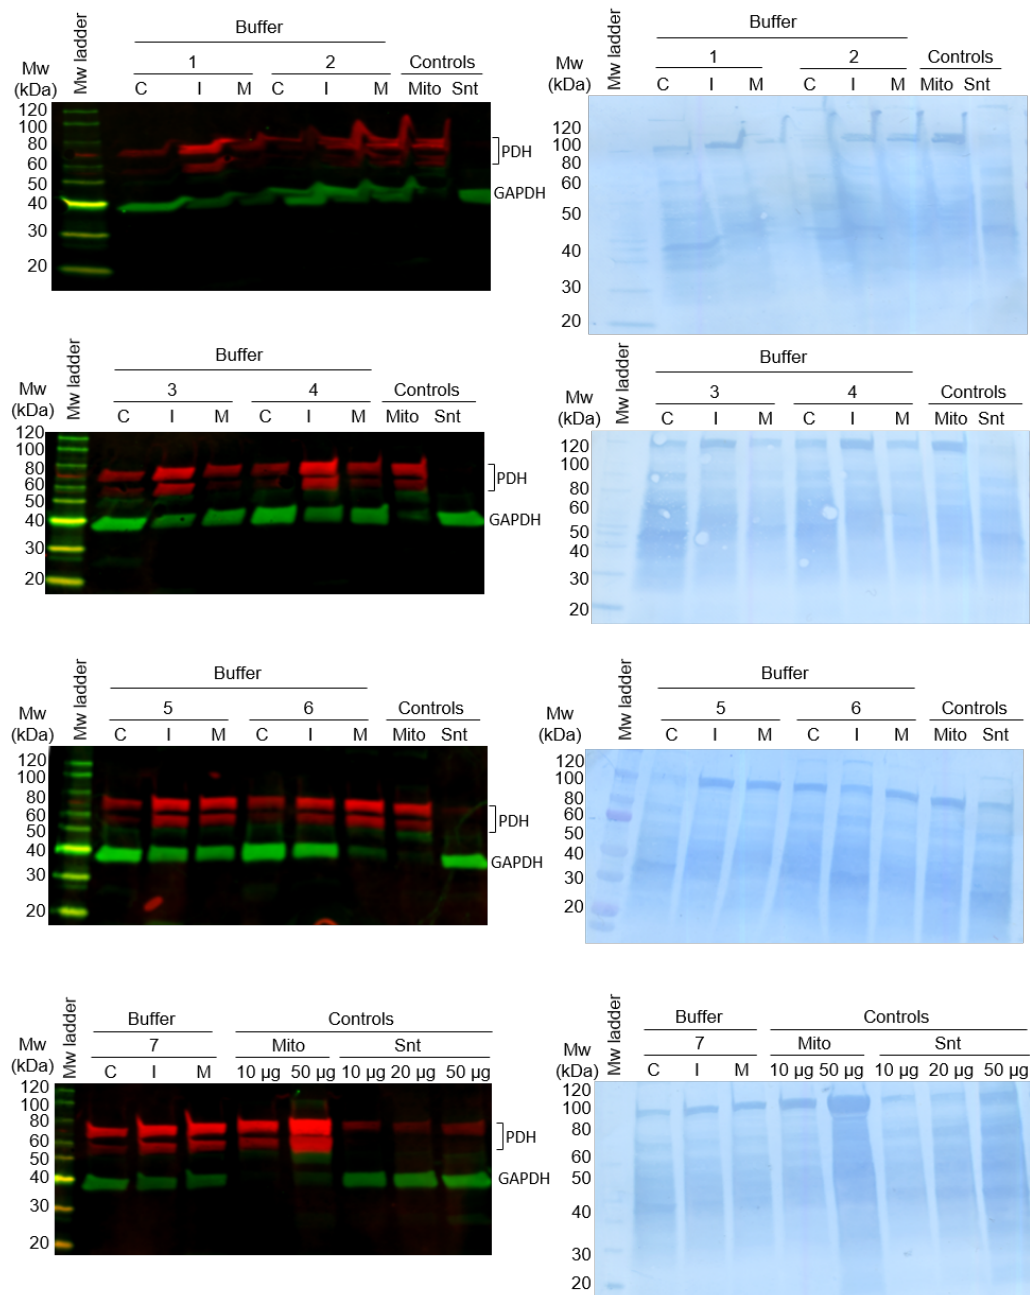 Buffer
1 2 Controls
Mw (kDa)
Mw ladder
C I M C I M Mito Snt
120
100
80
60
50
40
30
20
PDH
GAPDH
Buffer
1 2 Controls
Mw (kDa)
Mw ladder
C I M C I M Mito Snt
120
80
60
50
40
30
20
Buffer
3 4 Controls
Mw (kDa)
Mw ladder
C I M C I M Mito Snt
120
100
80
60
50
40
30
20
PDH
GAPDH
Buffer
3 4 Controls
Mw (kDa)
Mw ladder
C I M C I M Mito Snt
120
100
80
60
50
40
30
20
Buffer
5 6 Controls
Mw (kDa)
Mw ladder
C I M C I M Mito Snt
120
100
80
60
50
40
30
20
PDH
GAPDH
Buffer
5 6 Controls
Mw (kDa)
Mw ladder
C I M C I M Mito Snt
120
100
80
60
50
40
30
20
Buffer Controls
7 Mito Snt
Mw (kDa)
Mw ladder
C I M 10 µg 50 µg 10 µg 20 µg 50 µg
120
100
80
60
50
40
30
20
PDH
GAPDH
Buffer Controls
7 Mito Snt
Mw (kDa)
Mw ladder
C I M 10 µg 50 µg 10 µg 20 µg 50 µg
120
100
80
60
50
40
30
20